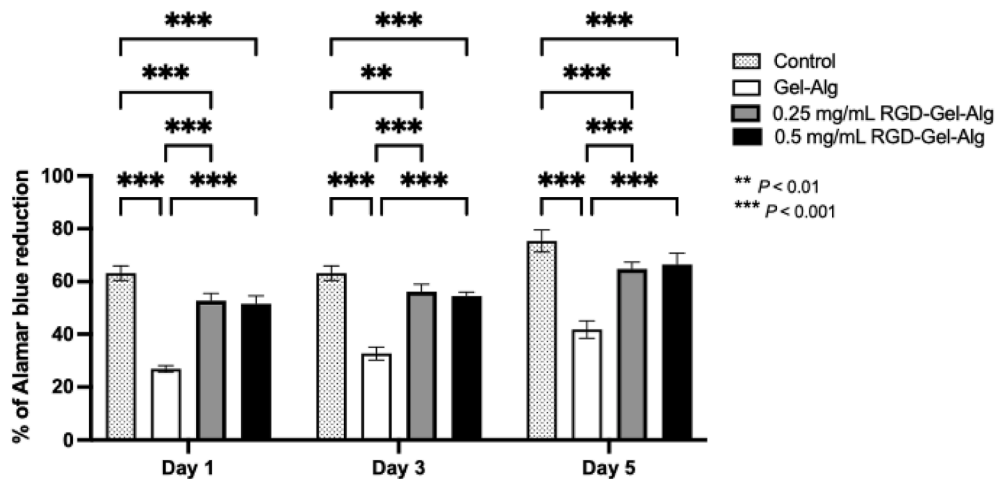 *** *** ***
*** ** ***
*** *** ***
*** *** *** *** *** ***
% of Alamar blue reduction
100
80
60
40
20
0
Day 1 Day 3 Day 5
Control
Gel-Alg
0.25 mg/mL RGD-Gel-Alg
0.5 mg/mL RGD-Gel-Alg
** P < 0.01
*** P < 0.001